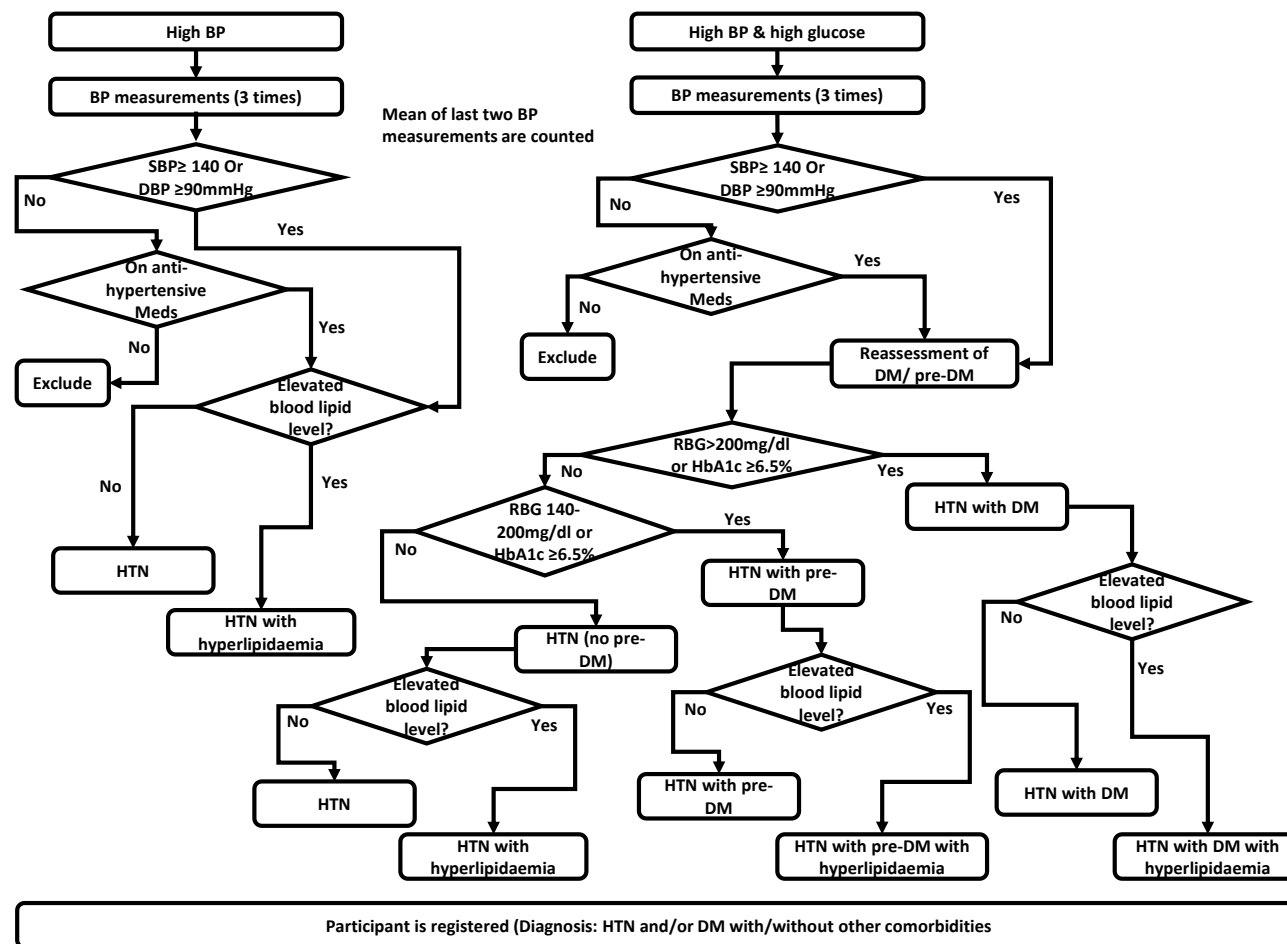 High BP
BP measurements (3 times)
Mean of last two BP
measurements are counted
SBP≥ 140 Or
DBP ≥90mmHg
No
Yes
On anti-
hypertensive
Meds
Yes
No
Exclude
Elevated
blood lipid
level?
No
Yes
HTN
HTN with
hyperlipidaemia
High BP & high glucose
BP measurements (3 times)
SBP≥ 140 Or
DBP ≥90mmHg
No
Yes
On anti-
hypertensive
Meds
Yes
No
Exclude
Reassessment of
DM/ pre-DM
RBG>200mg/dl
or HbA1c ≥6.5%
No
Yes
RBG 140-
200mg/dl or
HbA1c ≥6.5%
No
Yes
HTN with DM
HTN with pre-
DM
HTN (no pre-
DM)
Elevated
blood lipid
level?
No
Yes
HTN
HTN with
hyperlipidaemia
Elevated
blood lipid
level?
No
Yes
HTN with pre-
DM
HTN with pre-DM with
hyperlipidaemia
Elevated
blood lipid
level?
No
Yes
HTN with DM
HTN with DM with
hyperlipidaemia
Participant is registered (Diagnosis: HTN and/or DM with/without other comorbidities